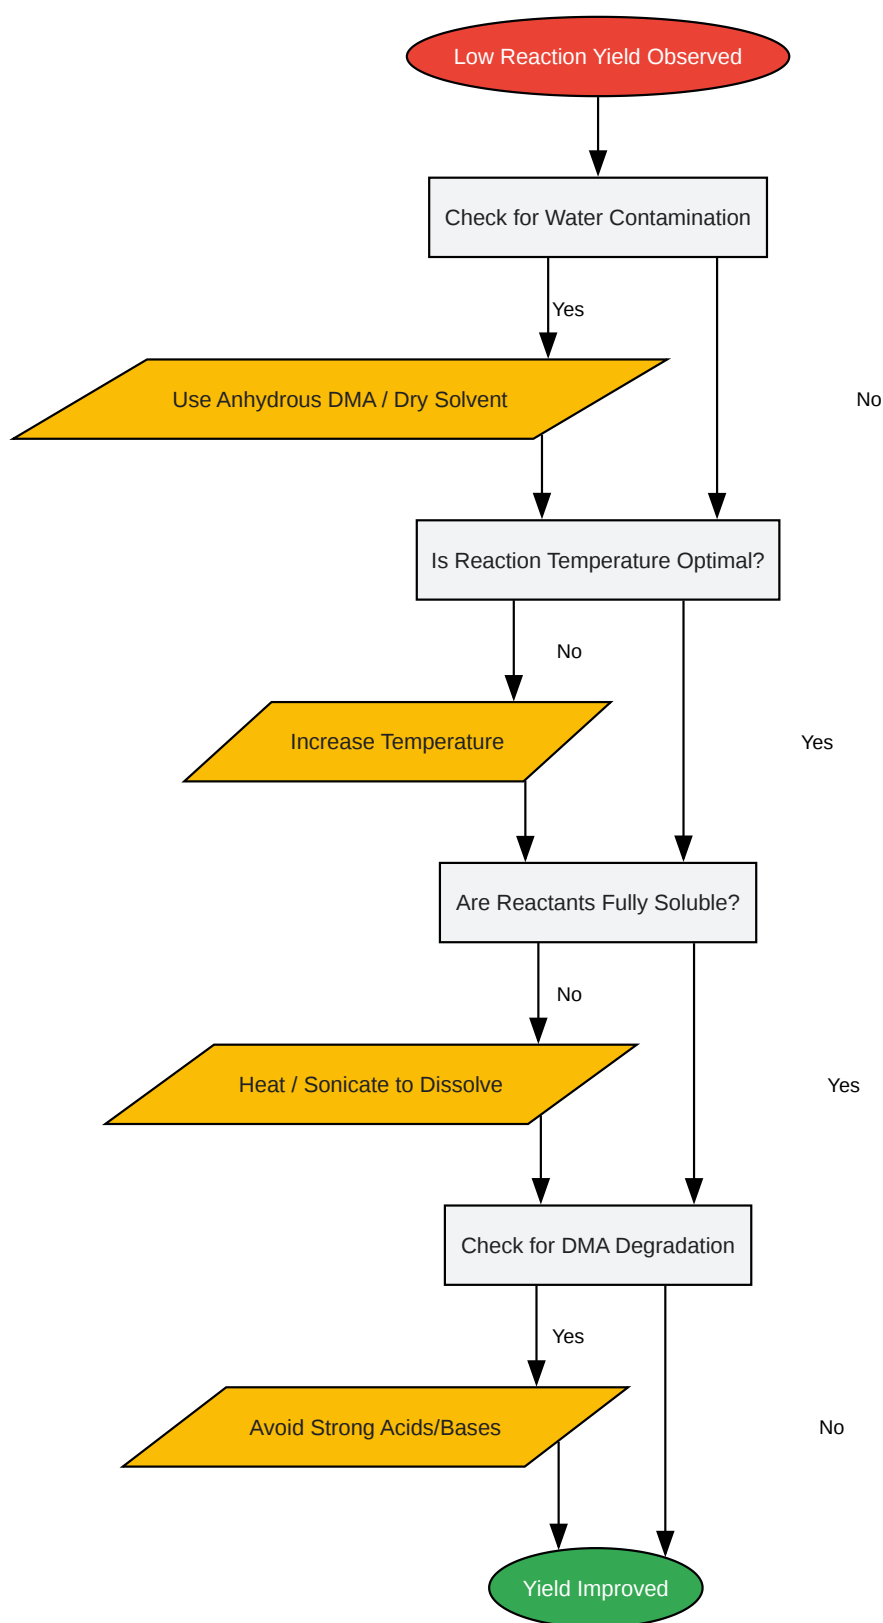 Low Reaction Yield Observed
Check for Water Contamination
Yes
Use Anhydrous DMA / Dry Solvent
No
Is Reaction Temperature Optimal?
No
Increase Temperature
Yes
Are Reactants Fully Soluble?
No
Heat / Sonicate to Dissolve
Yes
Check for DMA Degradation
Yes
Avoid Strong Acids/Bases
No
Yield Improved